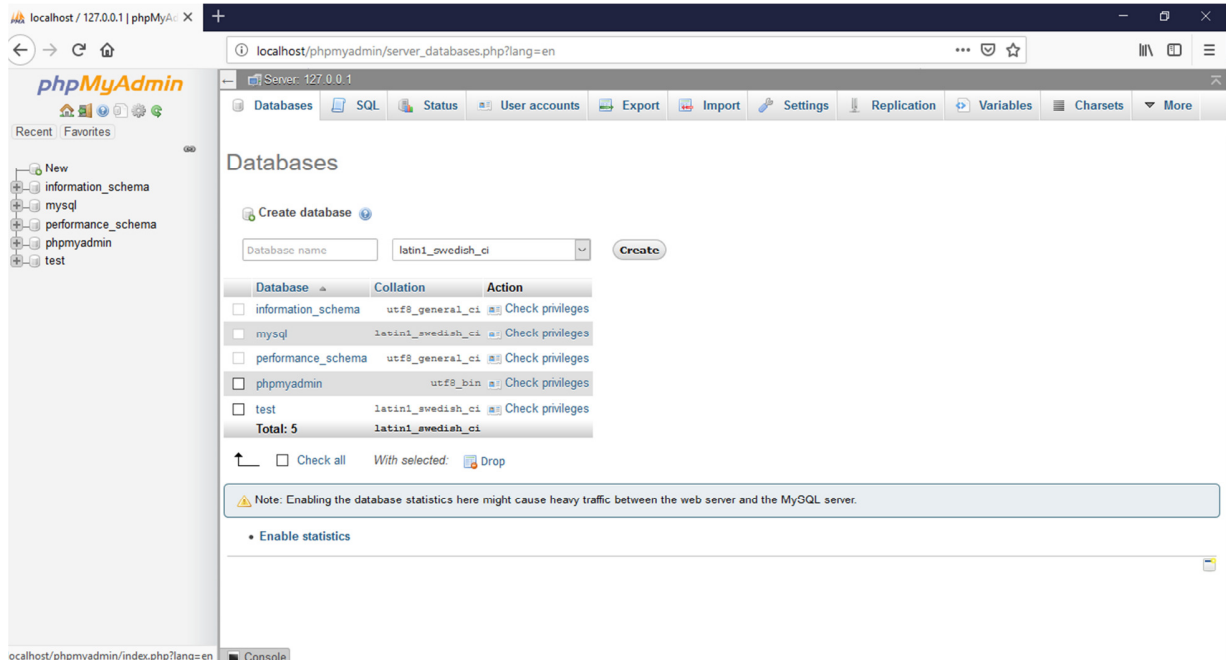 localhost / 127.0.0.1 | phpMyAd
localhost/phpmyadmin/server_databases.php?lang=en
phpMyAdmin
Recent Favorites
New
information_schema
mysql
performance_schema
phpmyadmin
test
Server: 127.0.0.1
Databases SQL Status User accounts Export Import Settings Replication Variables Charsets More
Databases
Create database
Database name latin1_swedish_ci Create
Database Collation Action
information_schema utf8_general_ci Check privileges
mysql latin1_swedish_ci Check privileges
performance_schema utf8_general_ci Check privileges
phpmyadmin utf8_bin Check privileges
test latin1_swedish_ci Check privileges
Total: 5 latin1_swedish_ci
Check all With selected: Drop
Note: Enabling the database statistics here might cause heavy traffic between the web server and the MySQL server.
• Enable statistics
ocalhost/phpmyadmin/index.php?lang=en Console